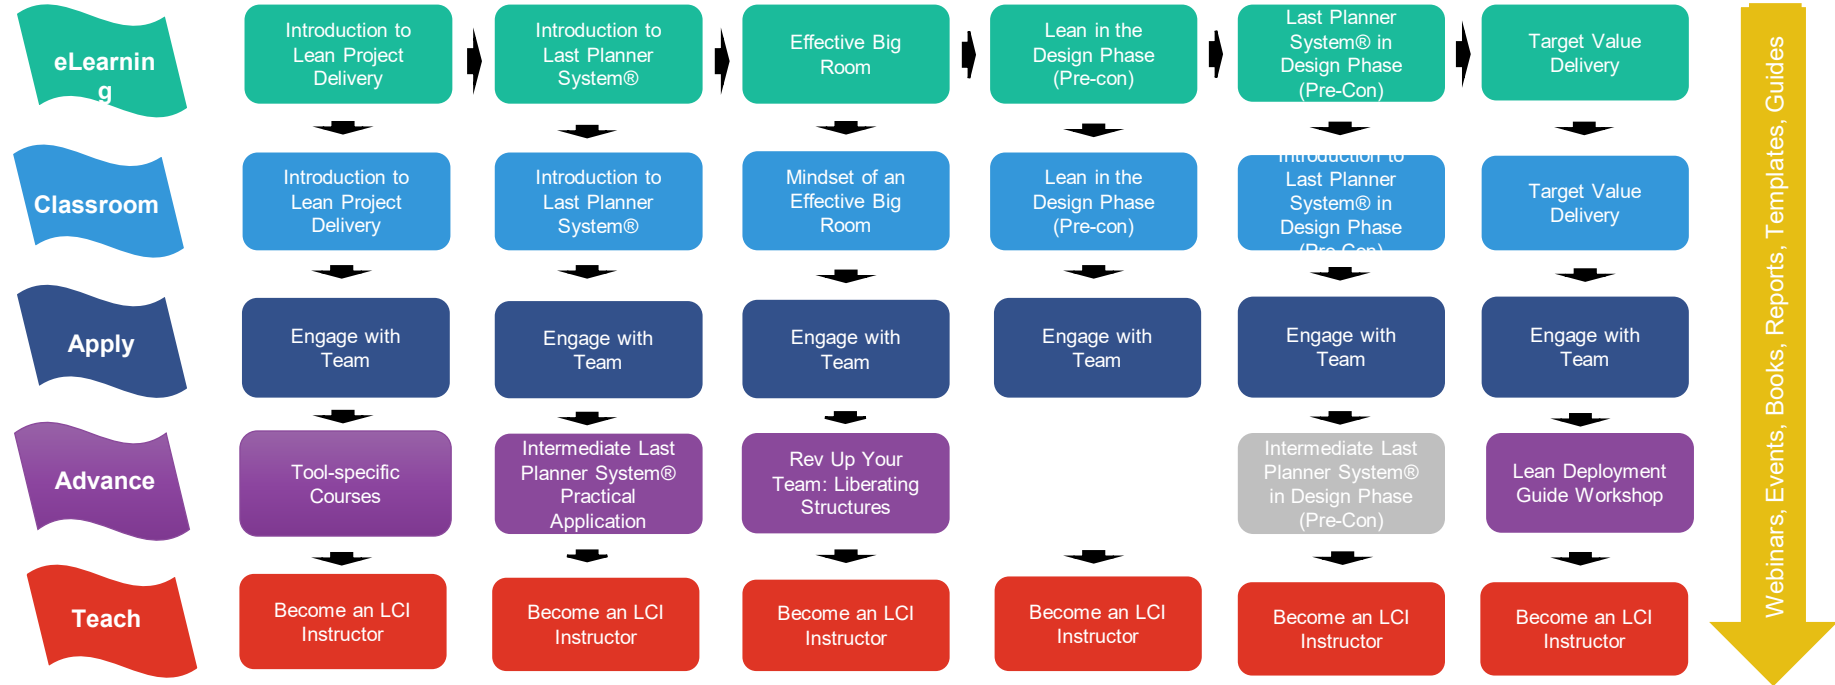 eLearnin
g
Introduction to
Lean Project
Delivery
Introduction to
Last Planner
System®
Effective Big
Room
Lean in the
Design Phase
(Pre-con)
Last Planner
System® in
Design Phase
(Pre-Con)
Target Value
Delivery
Classroom
Introduction to
Lean Project
Delivery
Introduction to
Last Planner
System®
Mindset of an
Effective Big
Room
Lean in the
Design Phase
(Pre-con)
Introduction to
Last Planner
System® in
Design Phase
(Pre-Con)
Target Value
Delivery
Apply
Engage with
Team
Engage with
Team
Engage with
Team
Engage with
Team
Engage with
Team
Engage with
Team
Advance
Tool-specific
Courses
Intermediate Last
Planner System®
Practical
Application
Rev Up Your
Team: Liberating
Structures
Intermediate Last
Planner System®
in Design Phase
(Pre-Con)
Lean Deployment
Guide Workshop
Teach
Become an LCI
Instructor
Become an LCI
Instructor
Become an LCI
Instructor
Become an LCI
Instructor
Become an LCI
Instructor
Become an LCI
Instructor
Webinars, Events, Books, Reports, Templates, Guides